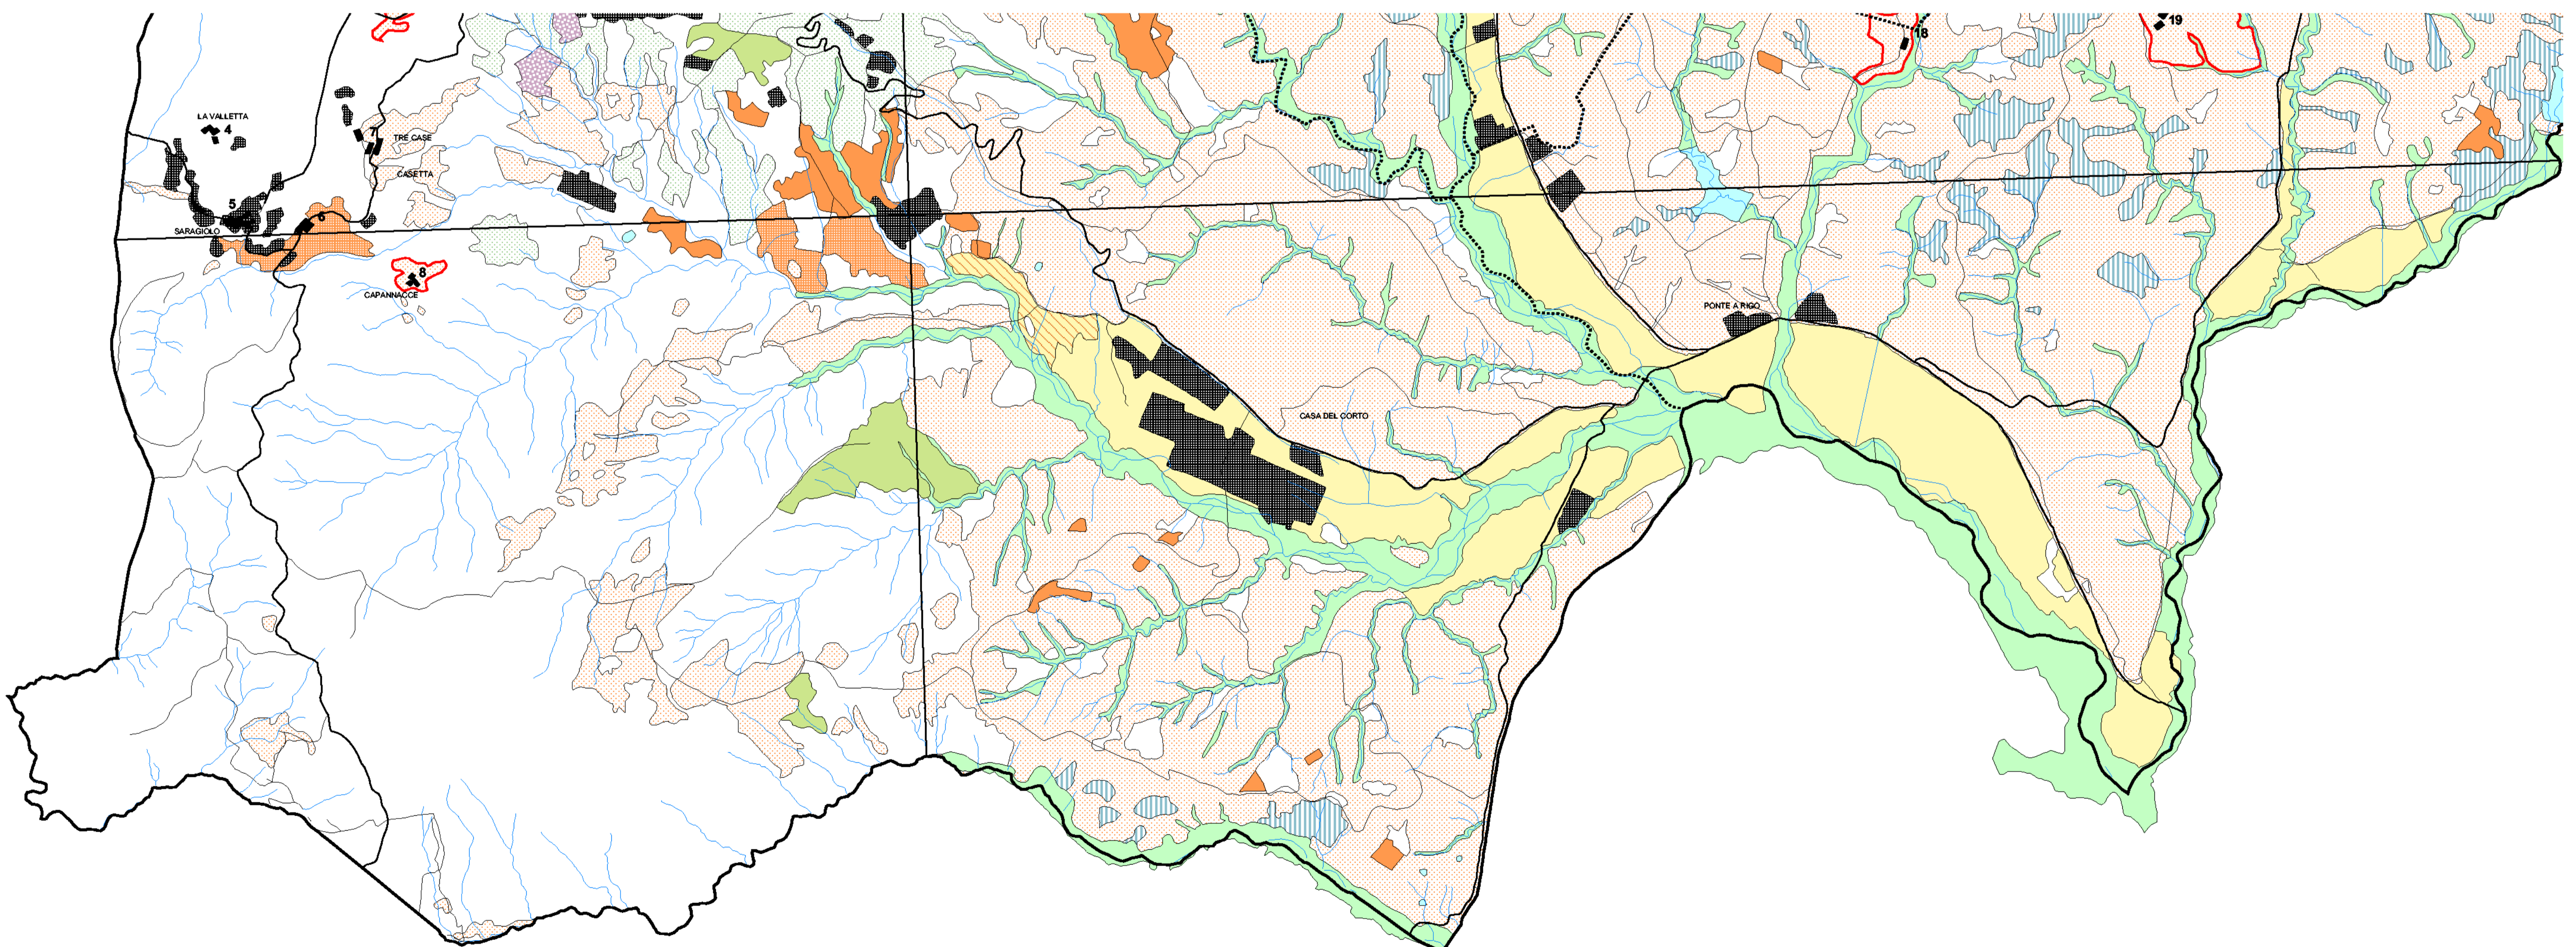 19
18
LA VALLETTA
4
7
TRE CASE
CASETTA
5
6
SARAGIOLO
8
CAPANNACCE
PONTE A RIGO
CASA DEL CORTO